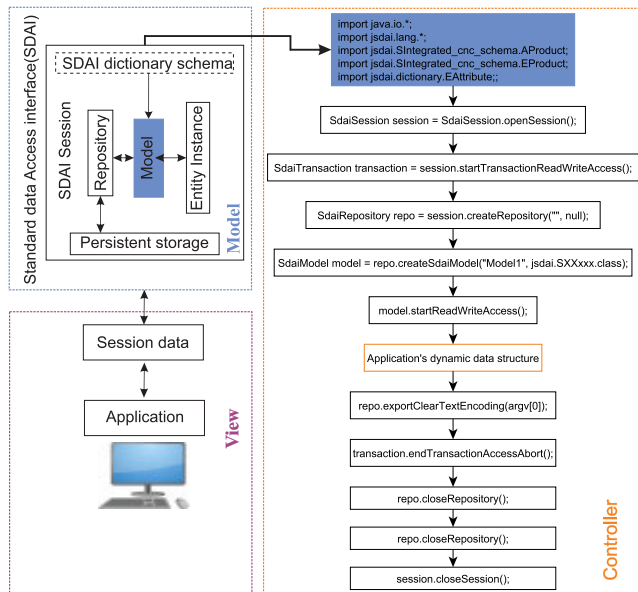 Standard data Access interface(SDAI)
SDAI dictionary schema
SDAI Session
Repository
Model
Entity Instance
Persistent storage
Model
Session data
Application
View
import java.io.*;
import jsdai.lang.*;
import jsdai.SIntegrated_cnc_schema.AProduct;
import jsdai.SIntegrated_cnc_schema.EProduct;
import jsdai.dictionary.EAttribute;;
SdaiSession session = SdaiSession.openSession();
SdaiTransaction transaction = session.startTransactionReadWriteAccess();
SdaiRepository repo = session.createRepository("", null);
SdaiModel model = repo.createSdaiModel("Model1", jsdai.SXXxxx.class);
model.startReadWriteAccess();
Application's dynamic data structure
repo.exportClearTextEncoding(argv[0]);
transaction.endTransactionAccessAbort();
repo.closeRepository();
repo.closeRepository();
session.closeSession();
Controller